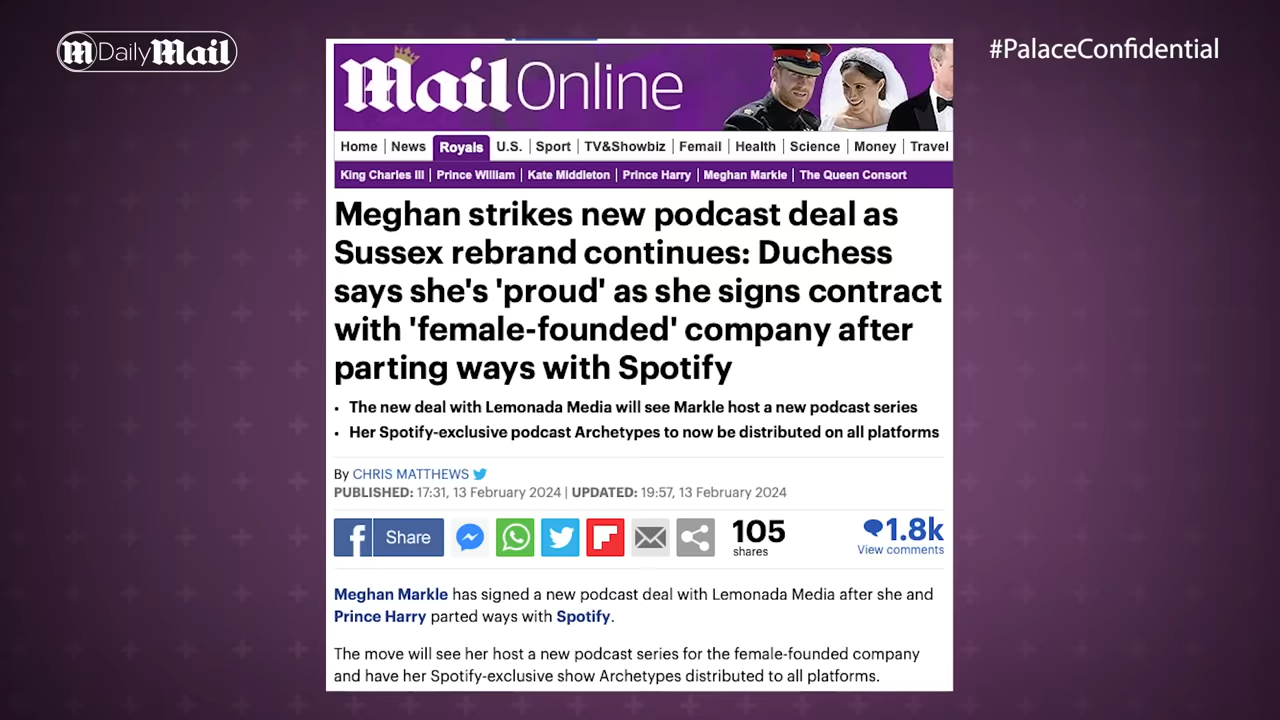 M Daily Mail
#PalaceConfidential
Mail Online
Home | News | Royals | U.S. | Sport | TV&Showbiz | Femail | Health | Science | Money | Travel
King Charles III | Prince William | Kate Middleton | Prince Harry | Meghan Markle | The Queen Consort
Meghan strikes new podcast deal as
Sussex rebrand continues: Duchess
says she's 'proud' as she signs contract
with 'female-founded' company after
parting ways with Spotify
• The new deal with Lemonada Media will see Markle host a new podcast series
• Her Spotify-exclusive podcast Archetypes to now be distributed on all platforms
By CHRIS MATTHEWS
PUBLISHED: 17:31, 13 February 2024 | UPDATED: 19:57, 13 February 2024
f Share
105
shares
1.8k
View comments
Meghan Markle has signed a new podcast deal with Lemonada Media after she and
Prince Harry parted ways with Spotify.
The move will see her host a new podcast series for the female-founded company
and have her Spotify-exclusive show Archetypes distributed to all platforms.